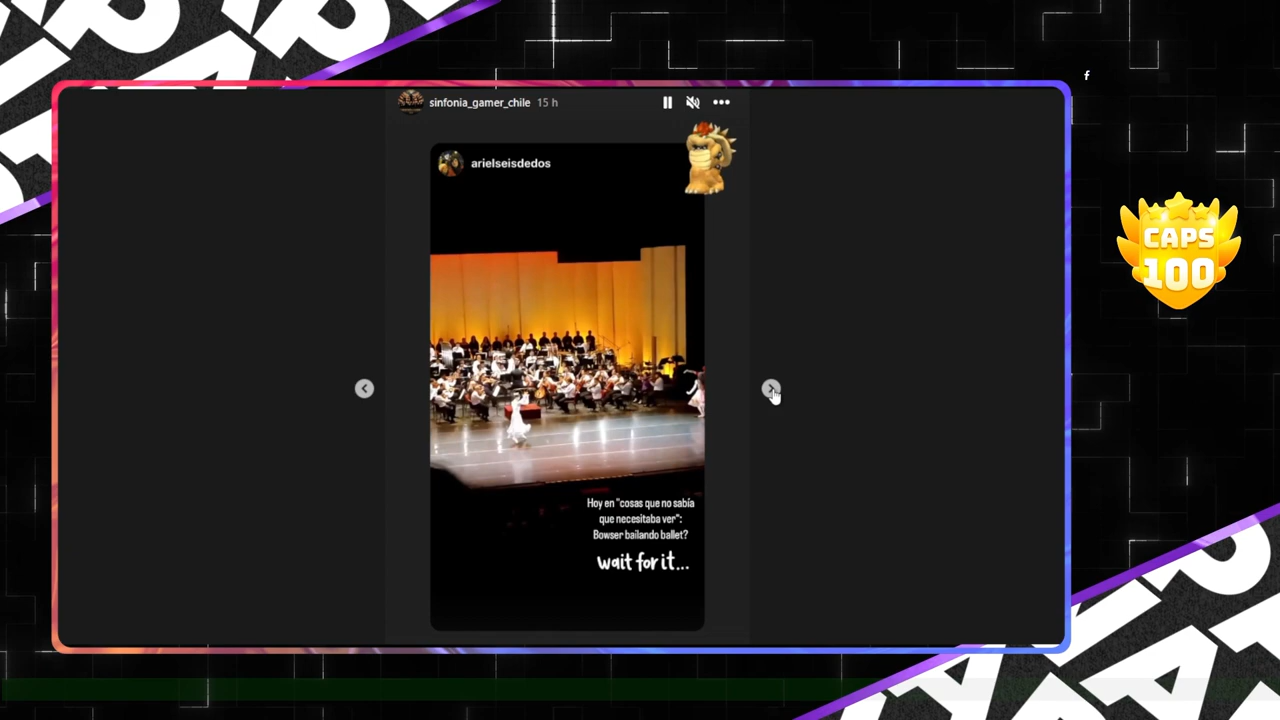 sinfonia_gamer_chile 15 h
arielseisdedos
Hoy en "cosas que no sabía
que necesitaba ver":
Bowser bailando ballet?
wait for it...
f
CAPS
100